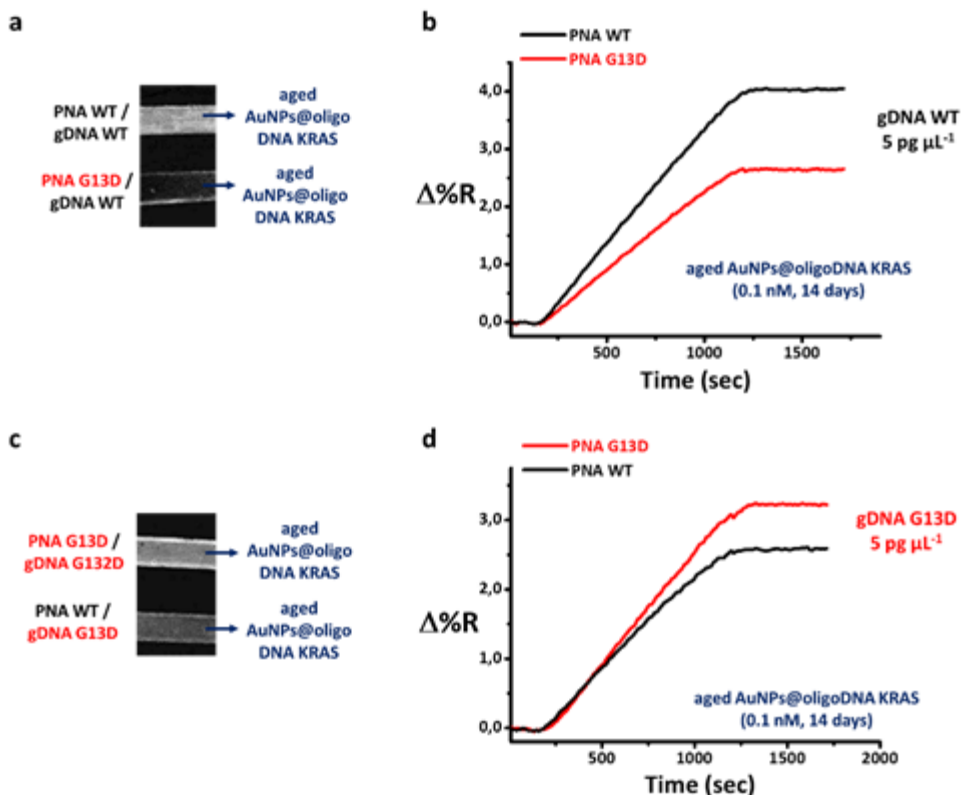 a
PNA WT /
gDNA WT
aged
AuNPs@oligo
DNA KRAS
PNA G13D /
gDNA WT
aged
AuNPs@oligo
DNA KRAS
b
PNA WT
PNA G13D
4,0
3,0
2,0
1,0
0,0
Δ%R
gDNA WT
5 pg µL⁻¹
aged AuNPs@oligoDNA KRAS
(0.1 nM, 14 days)
500
1000
1500
Time (sec)
c
PNA G13D /
gDNA G132D
aged
AuNPs@oligo
DNA KRAS
PNA WT /
gDNA G13D
aged
AuNPs@oligo
DNA KRAS
d
PNA G13D
PNA WT
3,0
2,0
1,0
0,0
Δ%R
gDNA G13D
5 pg µL⁻¹
aged AuNPs@oligoDNA KRAS
(0.1 nM, 14 days)
500
1000
1500
2000
Time (sec)